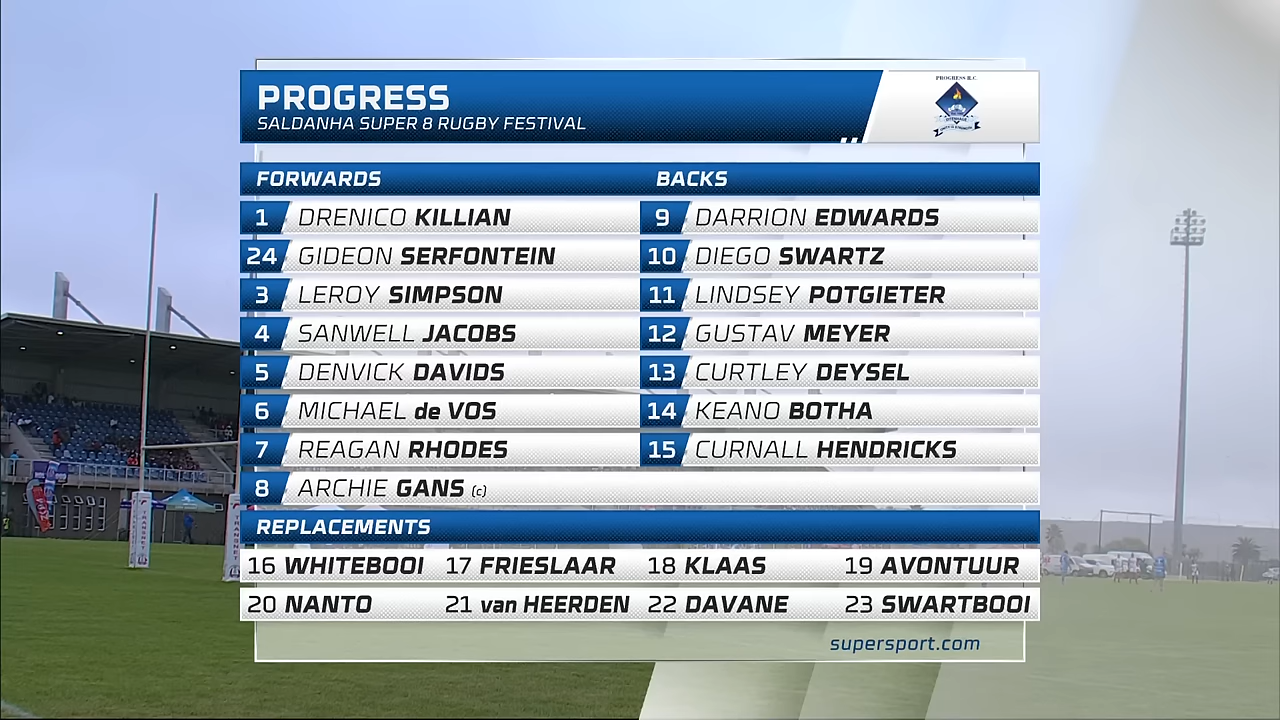 PROGRESS
SALDANHA SUPER 8 RUGBY FESTIVAL
PROGRESS R.C.
FORWARDS
BACKS
1 DRENICO KILLIAN
24 GIDEON SERFONTEIN
3 LEROY SIMPSON
4 SANWELL JACOBS
5 DENVICK DAVIDS
6 MICHAEL de VOS
7 REAGAN RHODES
8 ARCHIE GANS (c)
9 DARRION EDWARDS
10 DIEGO SWARTZ
11 LINDSEY POTGIETER
12 GUSTAV MEYER
13 CURTLEY DEYSEL
14 KEANO BOTHA
15 CURNALL HENDRICKS
REPLACEMENTS
16 WHITEBOOI 17 FRIESLAAR 18 KLAAS 19 AVONTUUR
20 NANTO 21 van HEERDEN 22 DAVANE 23 SWARTBOOI
supersport.com
TRANSNET
TRANSNET